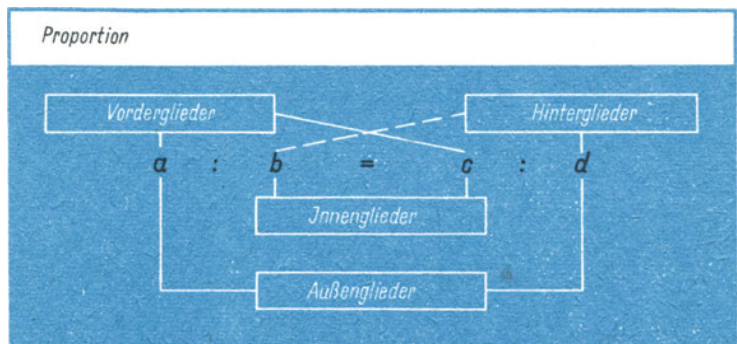 Proportion
Vorderglieder Hinterglieder
a : b = c : d
Jnnenglieder
Außenglieder